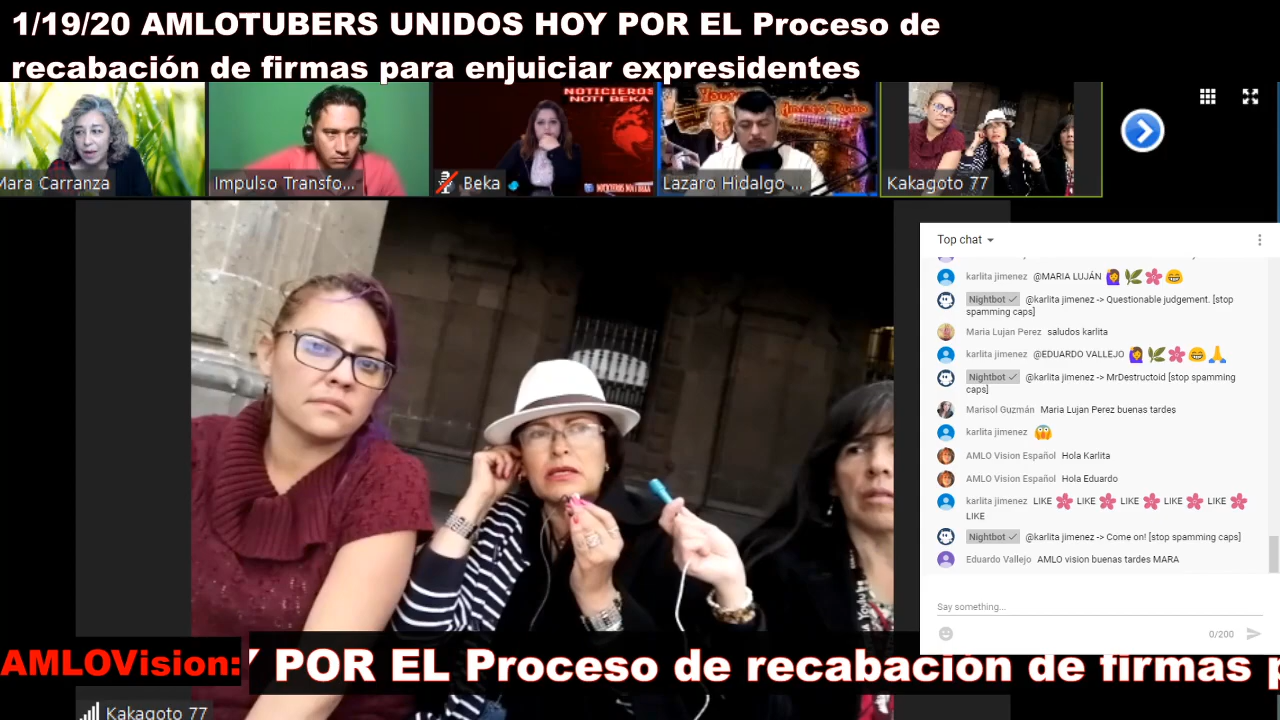 1/19/20 AMLOTUBERS UNIDOS HOY POR EL Proceso de
recabación de firmas para enjuiciar expresidentes
NOTICIEROS
NOTI BEKA
Mara Carranza
Impulso Transfo...
Beka
NOTICIEROS NOTI BEKA
Lazaro Hidalgo ...
Kakagoto 77
Top chat
karlita jimenez @MARIA LUJÁN
Nightbot @karlita jimenez -> Questionable judgement. [stop
spamming caps]
Maria Lujan Perez saludos karlita
karlita jimenez @EDUARDO VALLEJO
Nightbot @karlita jimenez -> MrDestructoid [stop spamming
caps]
Marisol Guzmán Maria Lujan Perez buenas tardes
karlita jimenez
AMLO Vision Español Hola Karlita
AMLO Vision Español Hola Eduardo
karlita jimenez LIKE LIKE LIKE LIKE LIKE
LIKE
Nightbot @karlita jimenez -> Come on! [stop spamming caps]
Eduardo Vallejo AMLO vision buenas tardes MARA
Say something...
0/200
AMLOVision: Y POR EL Proceso de recabación de firmas p
Kakagoto 77